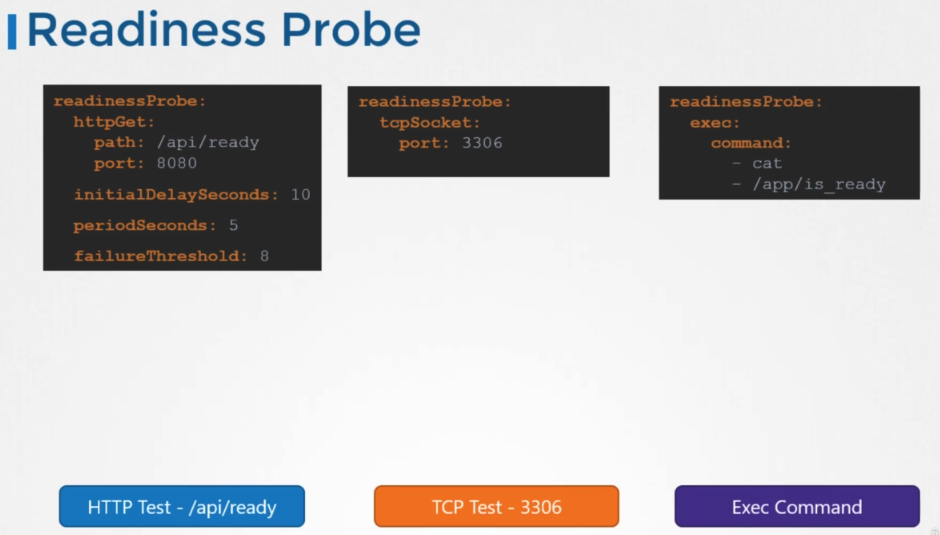 Readiness Probe
readinessProbe:
  httpGet:
    path: /api/ready
    port: 8080
  initialDelaySeconds: 10
  periodSeconds: 5
  failureThreshold: 8
readinessProbe:
  tcpSocket:
    port: 3306
readinessProbe:
  exec:
    command:
      - cat
      - /app/is_ready
HTTP Test - /api/ready
TCP Test - 3306
Exec Command